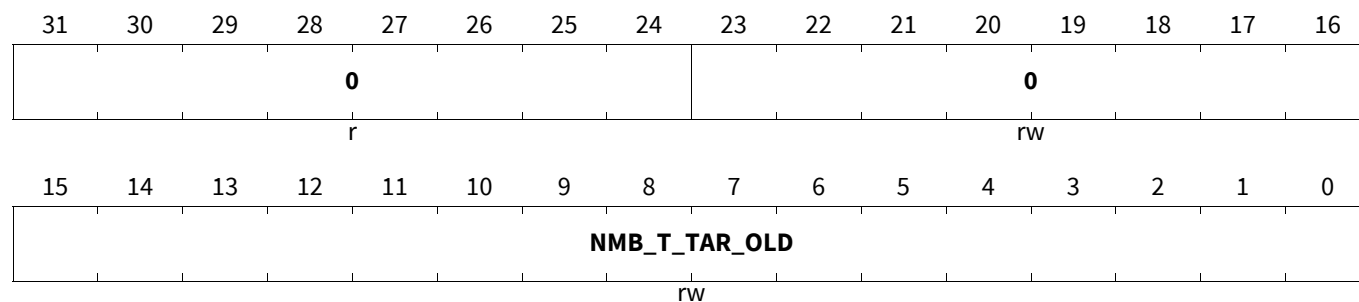 31 30 29 28 27 26 25 24 23 22 21 20 19 18 17 16
0 0
r rw
15 14 13 12 11 10 9 8 7 6 5 4 3 2 1 0
NMB_T_TAR_OLD
rw